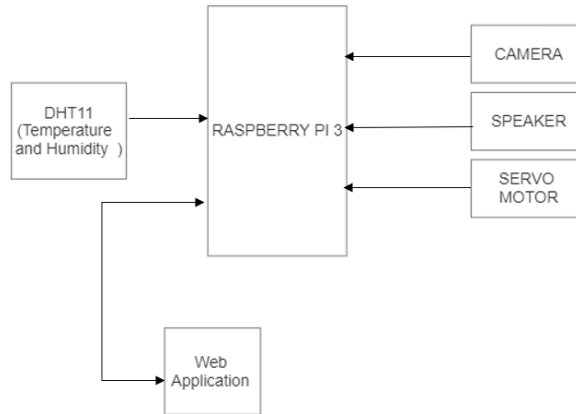 CAMERA
DHT11
(Temperature
and Humidity )
RASPBERRY PI 3
SPEAKER
SERVO
MOTOR
Web
Application